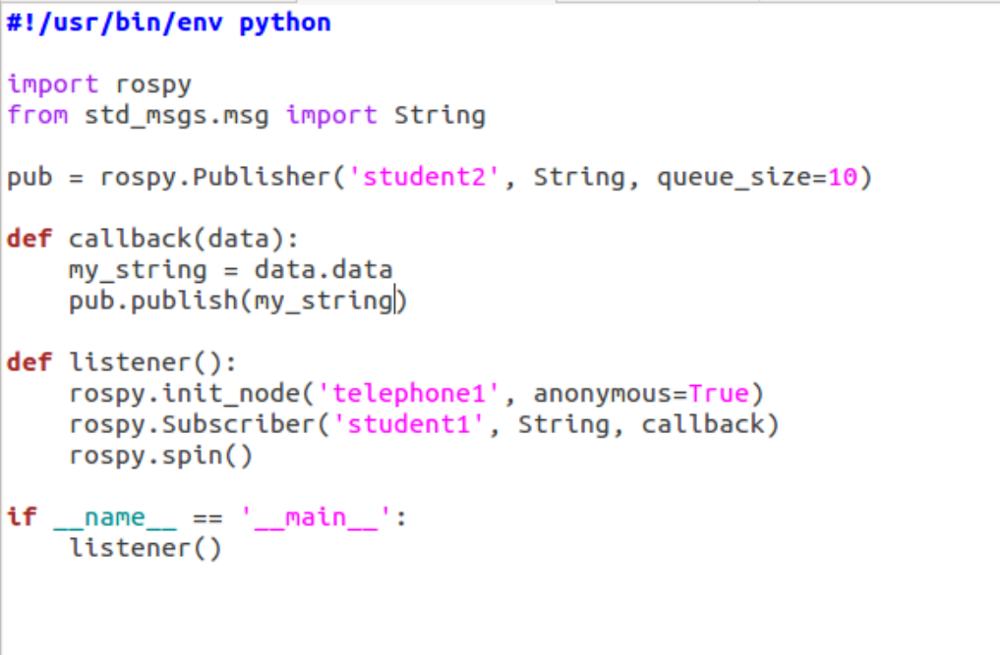 #!/usr/bin/env python
import rospy
from std_msgs.msg import String
pub = rospy.Publisher('student2', String, queue_size=10)
def callback(data):
    my_string = data.data
    pub.publish(my_string)
def listener():
    rospy.init_node('telephone1', anonymous=True)
    rospy.Subscriber('student1', String, callback)
    rospy.spin()
if __name__ == '__main__':
    listener()